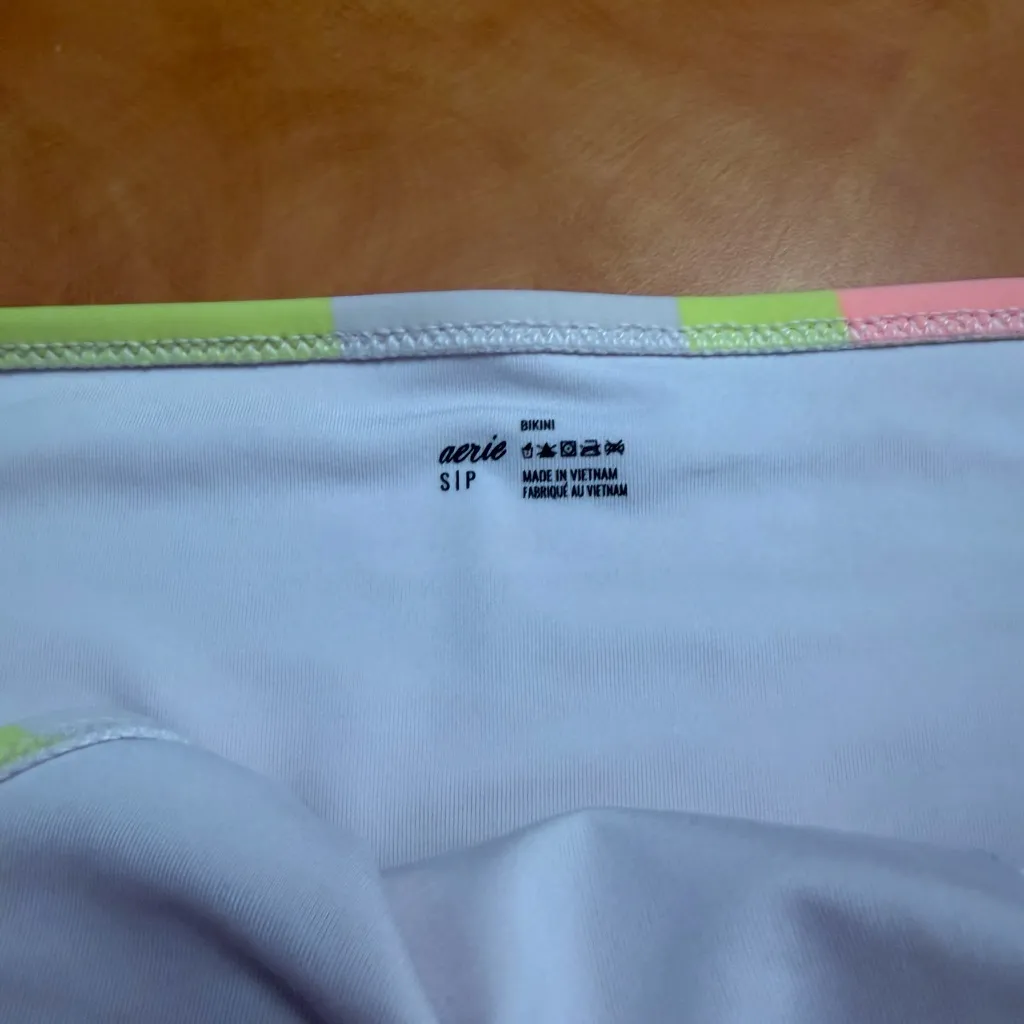 BIKINI
aerie
S|P
MADE IN VIETNAM
FABRIQUÉ AU VIETNAM